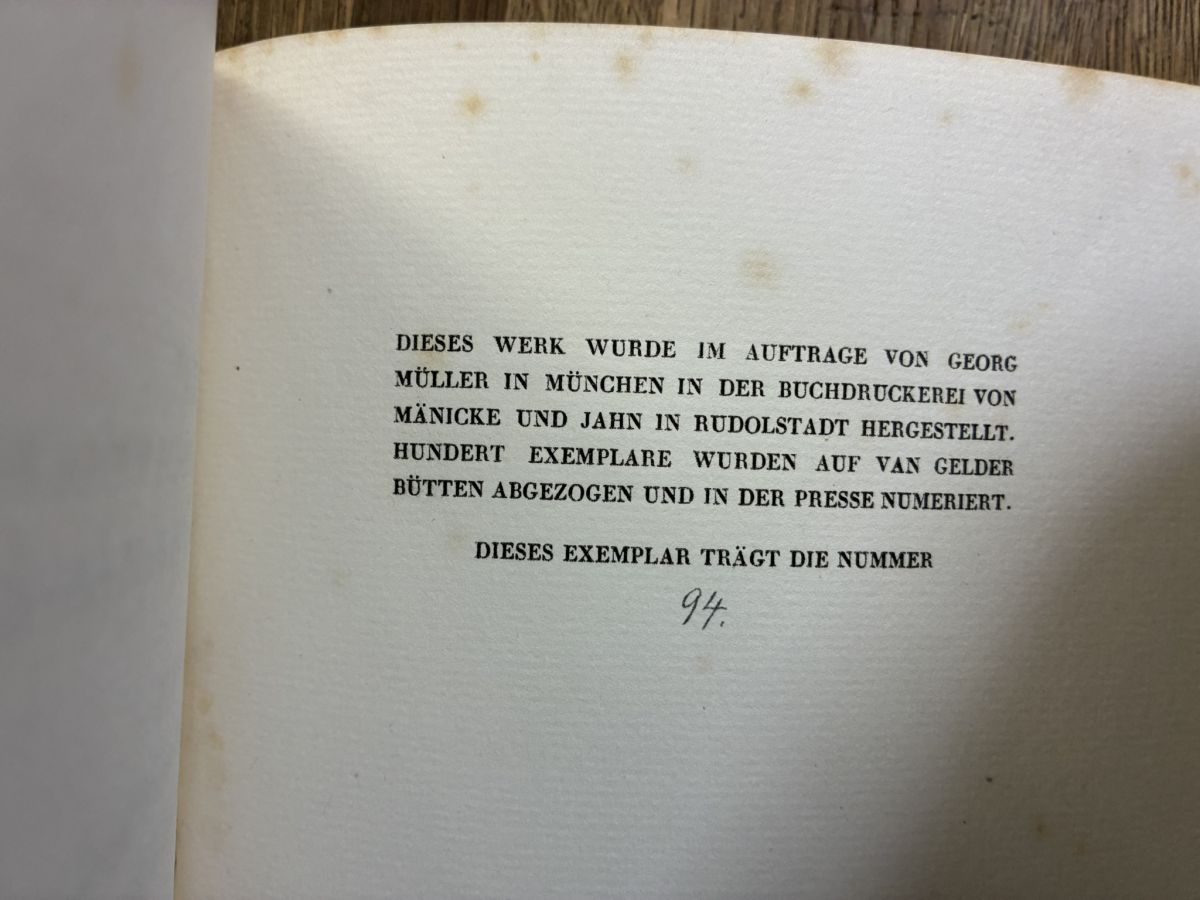 DIESES WERK WURDE IM AUFTRAGE VON GEORG
MÜLLER IN MÜNCHEN IN DER BUCHDRUCKEREI VON
MÄNICKE UND JAHN IN RUDOLSTADT HERGESTELLT.
HUNDERT EXEMPLARE WURDEN AUF VAN GELDER
BÜTTEN ABGEZOGEN UND IN DER PRESSE NUMERIERT.
DIESES EXEMPLAR TRÄGT DIE NUMMER
94.